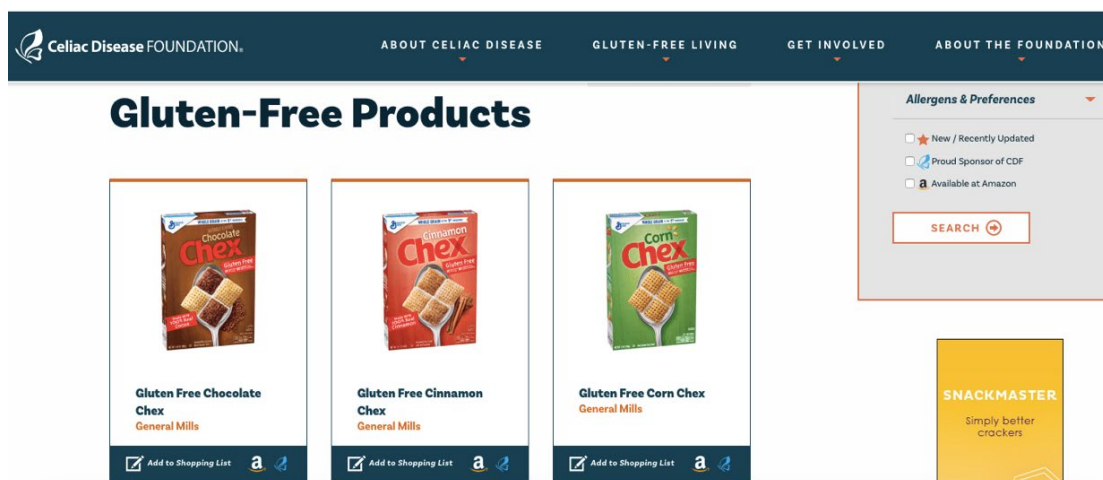 Celiac Disease FOUNDATION®
ABOUT CELIAC DISEASE
GLUTEN-FREE LIVING
GET INVOLVED
ABOUT THE FOUNDATION
Gluten-Free Products
Allergens & Preferences
New / Recently Updated
Proud Sponsor of CDF
Available at Amazon
SEARCH
Chocolate
Chex
Gluten Free
Cinnamon
Chex
Gluten Free
Corn
Chex
Gluten Free
Gluten Free Chocolate
Chex
General Mills
Gluten Free Cinnamon
Chex
General Mills
Gluten Free Corn Chex
General Mills
Add to Shopping List
a
Add to Shopping List
a
Add to Shopping List
a
SNACKMASTER
Simply better
crackers